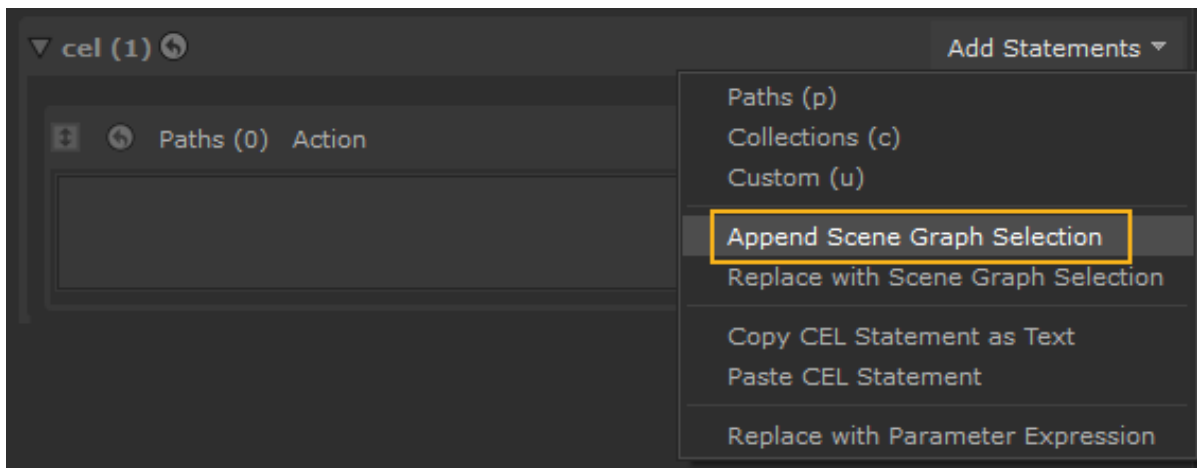 cel (1) Add Statements
Paths (p)
Collections (c)
Paths (0) Action
Custom (u)
Append Scene Graph Selection
Replace with Scene Graph Selection
Copy CEL Statement as Text
Paste CEL Statement
Replace with Parameter Expression